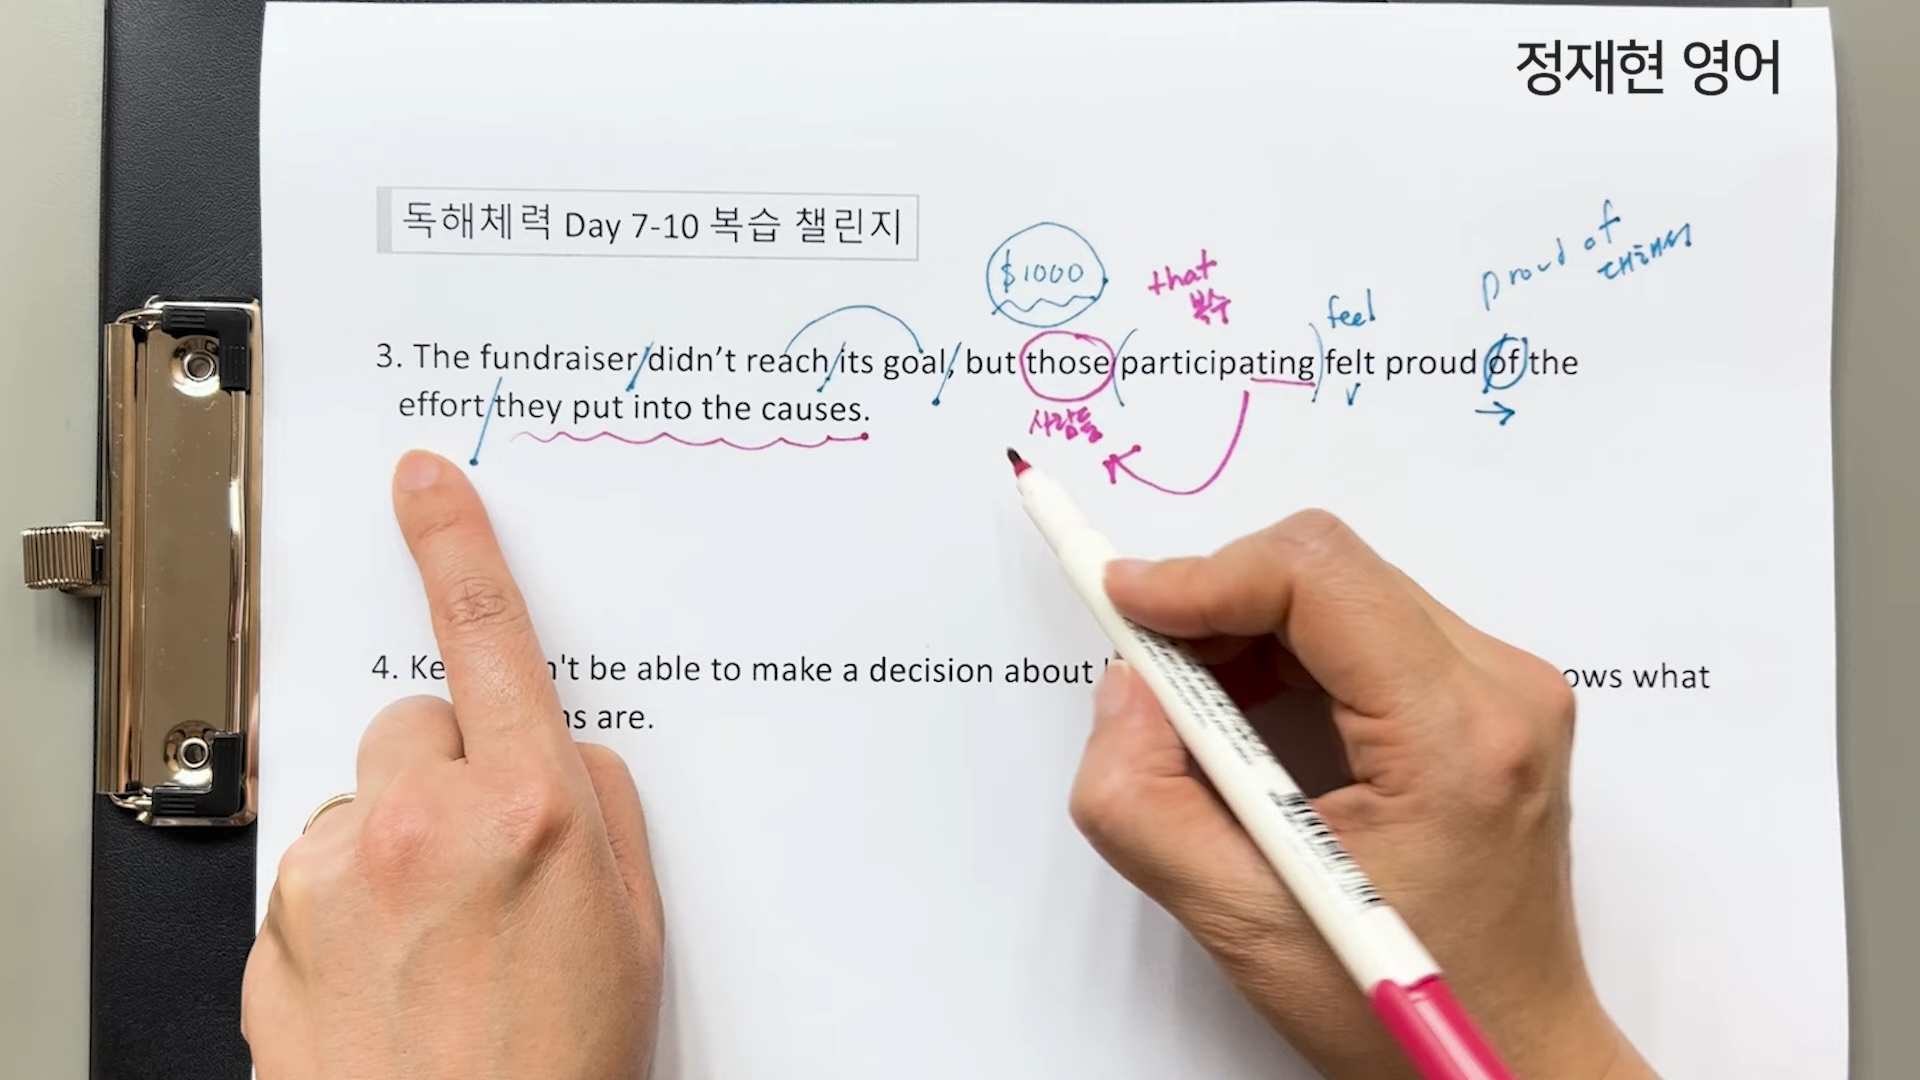 정재현 영어
독해체력 Day 7-10 복습 챌린지
$1000
that
복수
feel
proud of
대해서
3. The fundraiser didn’t reach its goal, but those participating felt proud of the
effort they put into the causes.
사람들
4. Ke n't be able to make a decision about what
are.